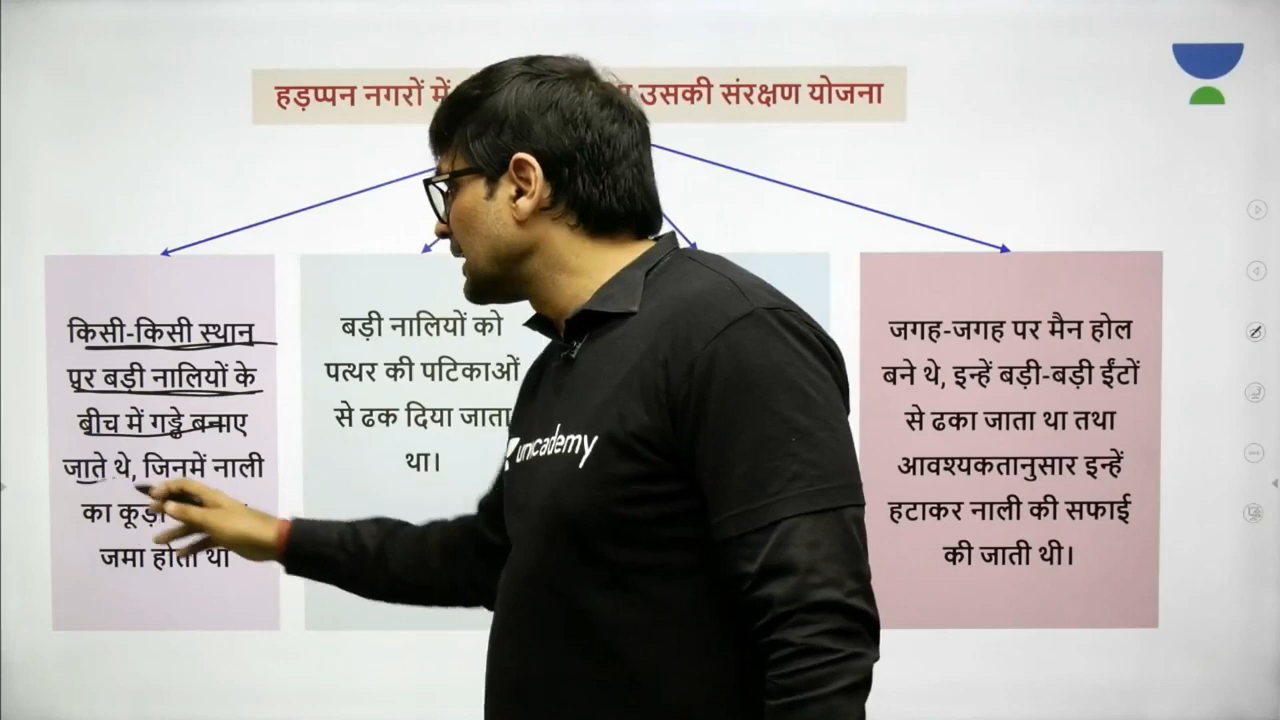 हड़प्पन नगरों में उसकी संरक्षण योजना
किसी-किसी स्थान
पर बड़ी नालियों के
बीच में गड्ढे बनाए
जाते थे, जिनमें नाली
का कूड़ा
जमा होता था
बड़ी नालियों को
पत्थर की पटिकाओं
से ढक दिया जाता
था।
जगह-जगह पर मैन होल
बने थे, इन्हें बड़ी-बड़ी ईंटों
से ढका जाता था तथा
आवश्यकतानुसार इन्हें
हटाकर नाली की सफाई
की जाती थी।
unacademy